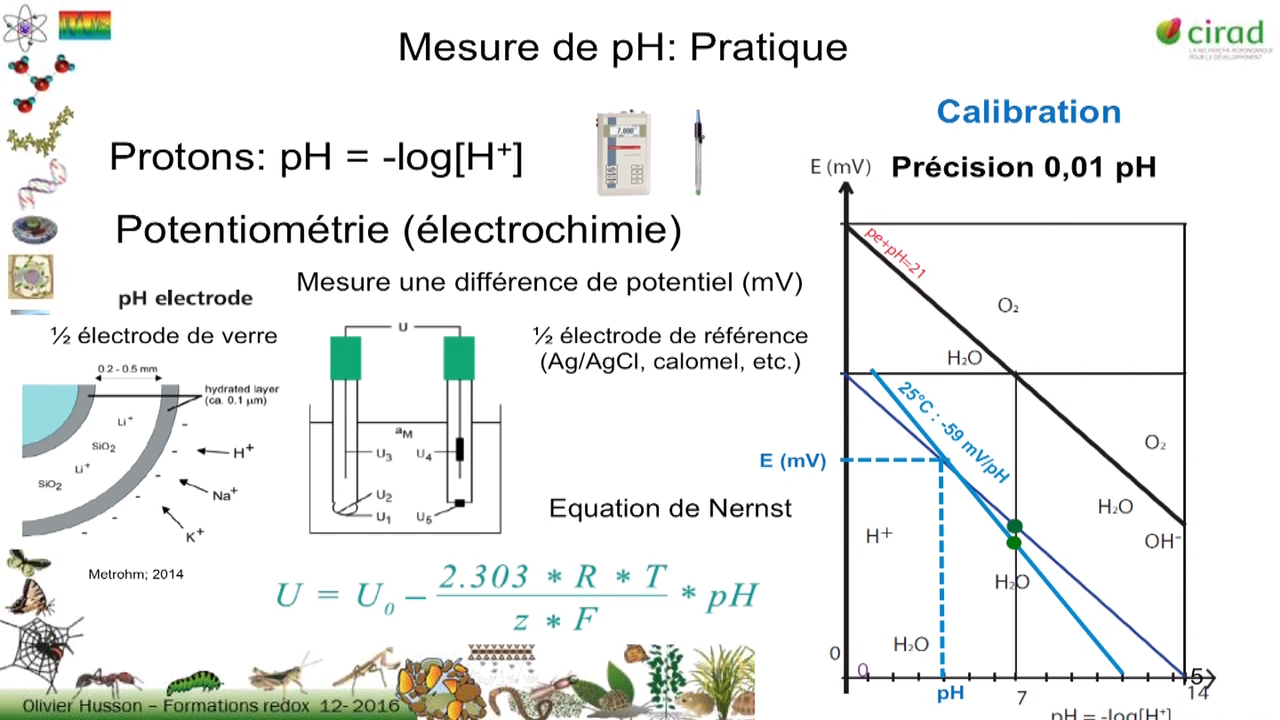 Mesure de pH: Pratique
cirad
LA RECHERCHE AGRONOMIQUE
POUR LE DÉVELOPPEMENT
Calibration
Précision 0,01 pH
Protons: pH = -log[H⁺]
7.000
Potentiométrie (électrochimie)
Mesure une différence de potentiel (mV)
pH electrode
½ électrode de verre
½ électrode de référence
(Ag/AgCl, calomel, etc.)
0.2 - 0.5 mm
hydrated layer
(ca. 0.1 µm)
Li⁺
SiO₂
Li⁺
SiO₂
H⁺
Na⁺
K⁺
Metrohm; 2014
U
aM
U₃
U₄
U₂
U₁
U₅
Equation de Nernst
U = U₀ – 2.303 * R * T / z * F * pH
E (mV)
pe+pH=21
O₂
H₂O
25°C : -59 mV/pH
O₂
E (mV)
H₂O
H⁺
OH⁻
H₂O
H₂O
0
0
5
pH
7
14
pH = -log[H⁺]
Olivier Husson – Formations redox 12- 2016